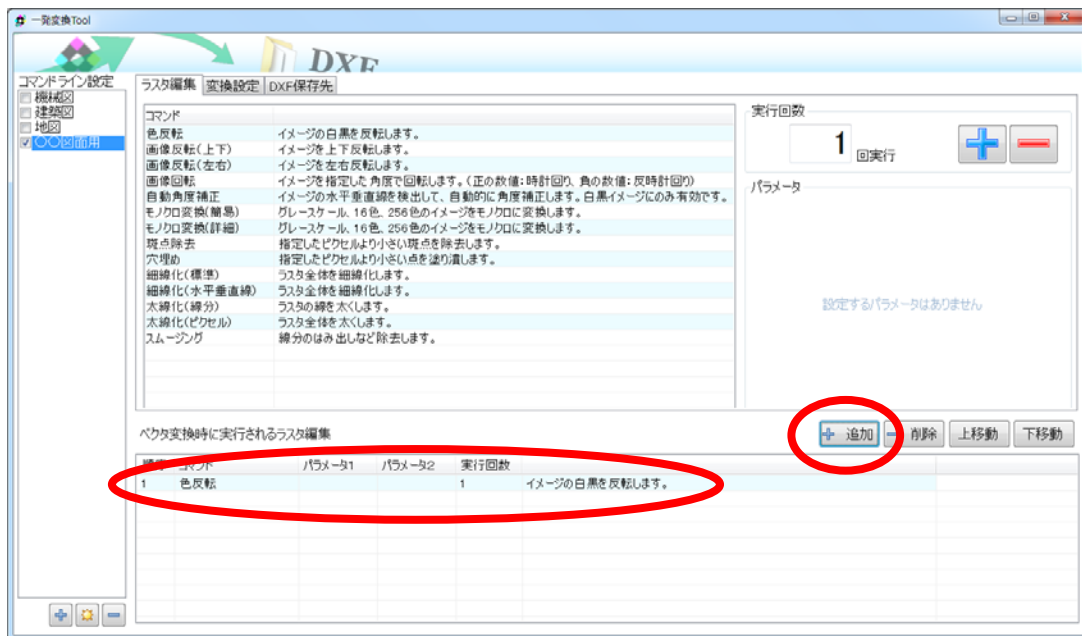 一発変換Tool
DXF
コマンドライン設定
機械図
建築図
地図
〇〇図面用
ラスタ編集 変換設定 DXF保存先
コマンド
色反転 イメージの白黒を反転します。
画像反転(上下) イメージを上下反転します。
画像反転(左右) イメージを左右反転します。
画像回転 イメージを指定した角度で回転します。(正の数値:時計回り、負の数値:反時計回り)
自動角度補正 イメージの水平垂直線を検出して、自動的に角度補正します。白黒イメージにのみ有効です。
モノクロ変換(簡易) グレースケール、16色、256色のイメージをモノクロに変換します。
モノクロ変換(詳細) グレースケール、16色、256色のイメージをモノクロに変換します。
斑点除去 指定したピクセルより小さい斑点を除去します。
穴埋め 指定したピクセルより小さい点を塗り潰します。
細線化(標準) ラスタ全体を細線化します。
細線化(水平垂直線) ラスタ全体を細線化します。
太線化(線分) ラスタの線を太くします。
太線化(ピクセル) ラスタ全体を太くします。
スムージング 線分のはみ出しなど除去します。
実行回数
1 回実行
パラメータ
設定するパラメータはありません
ベクタ変換時に実行されるラスタ編集
追加 削除 上移動 下移動
順序 コマンド パラメータ1 パラメータ2 実行回数
1 色反転 1 イメージの白黒を反転します。